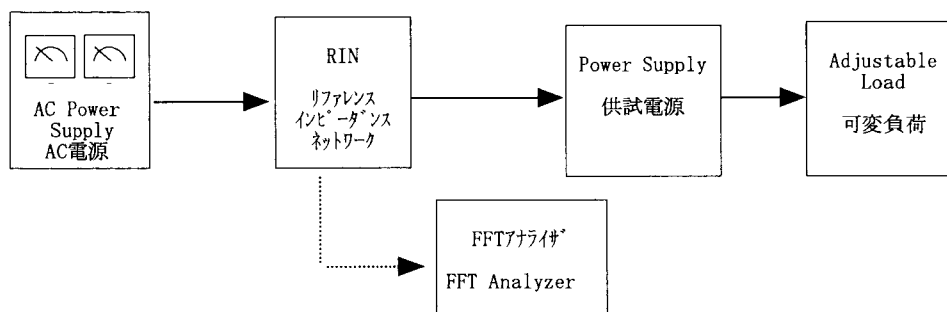 AC Power
Supply
AC電源
RIN
ﾘﾌｧﾚﾝｽ
ｲﾝﾋﾟｰﾀﾞﾝｽ
ﾈｯﾄﾜｰｸ
Power Supply
供試電源
Adjustable
Load
可変負荷
FFTｱﾅﾗｲｻﾞ
FFT Analyzer